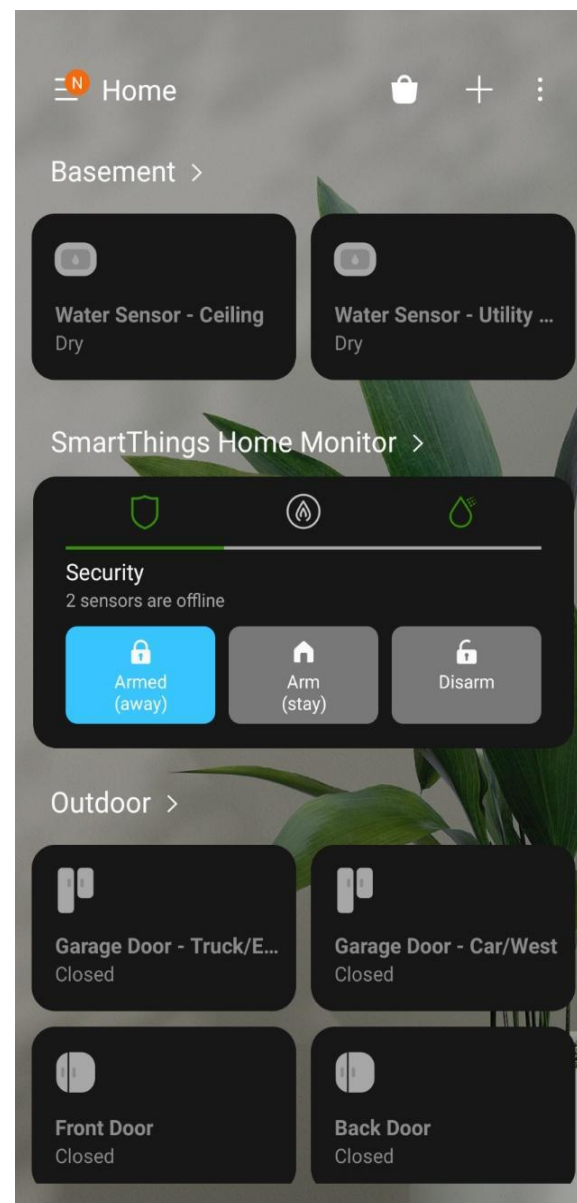 N Home
Basement >
Water Sensor - Ceiling
Dry
Water Sensor - Utility ...
Dry
SmartThings Home Monitor >
Security
2 sensors are offline
Armed
(away)
Arm
(stay)
Disarm
Outdoor >
Garage Door - Truck/E...
Closed
Garage Door - Car/West
Closed
Front Door
Closed
Back Door
Closed